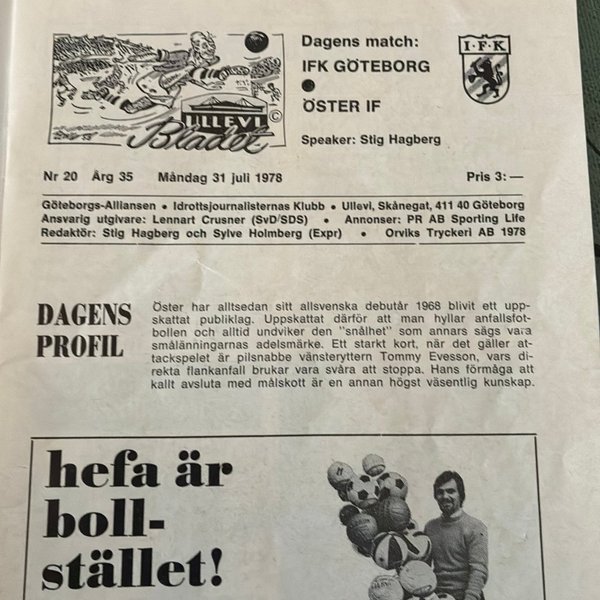 Dagens match:
IFK GÖTEBORG
ÖSTER IF
Speaker: Stig Hagberg
I·F·K
ULLEVI
©
Bladet
Nr 20 Årg 35 Måndag 31 juli 1978 Pris 3: —
Göteborgs-Alliansen • Idrottsjournalisternas Klubb • Ullevi, Skånegat, 411 40 Göteborg
Ansvarig utgivare: Lennart Crusner (SvD/SDS) • Annonser: PR AB Sporting Life
Redaktör: Stig Hagberg och Sylve Holmberg (Expr) • Orviks Tryckeri AB 1978
DAGENS
PROFIL
Öster har alltsedan sitt allsvenska debutår 1968 blivit ett upp-
skattat publiklag. Uppskattat därför att man hyllar anfallsfot-
bollen och alltid undviker den "snålhet" som annars sägs vara
smålänningarnas adelsmärke. Ett starkt kort, när det gäller at-
tackspelet är pilsnabbe vänsteryttern Tommy Evesson, vars di-
rekta flankanfall brukar vara svåra att stoppa. Hans förmåga att
kallt avsluta med målskott är en annan högst väsentlig kunskap.
hefa är
boll-
stället!